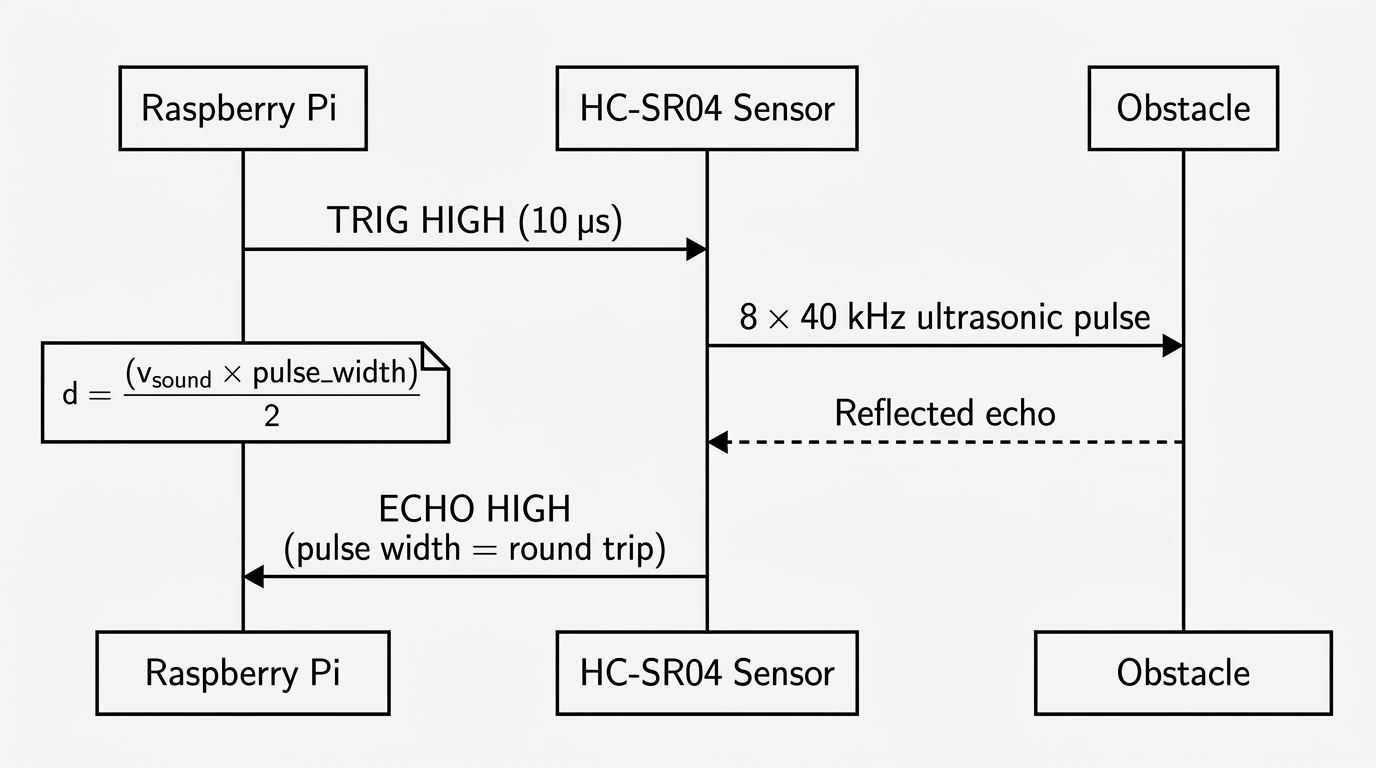 Raspberry Pi
HC-SR04 Sensor
Obstacle
TRIG HIGH (10 µs)
8 × 40 kHz ultrasonic pulse
d = (v_sound × pulse_width) / 2
Reflected echo
ECHO HIGH
(pulse width = round trip)
Raspberry Pi
HC-SR04 Sensor
Obstacle